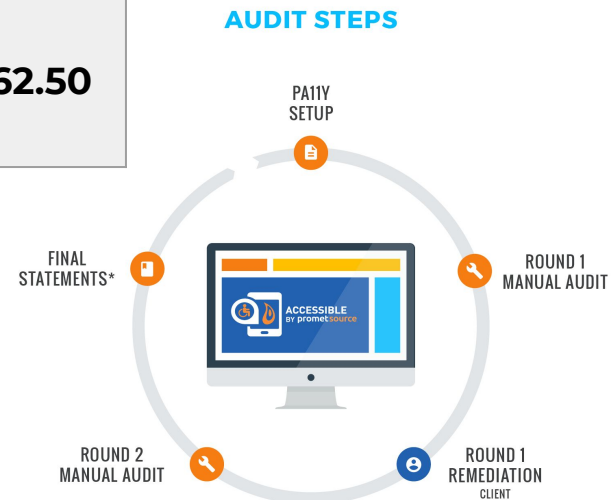 AUDIT STEPS
62.50
PA11Y
SETUP
ROUND 1
MANUAL AUDIT
ROUND 1
REMEDIATION
CLIENT
ROUND 2
MANUAL AUDIT
FINAL
STATEMENTS*
ACCESSIBLE
BY prometsource